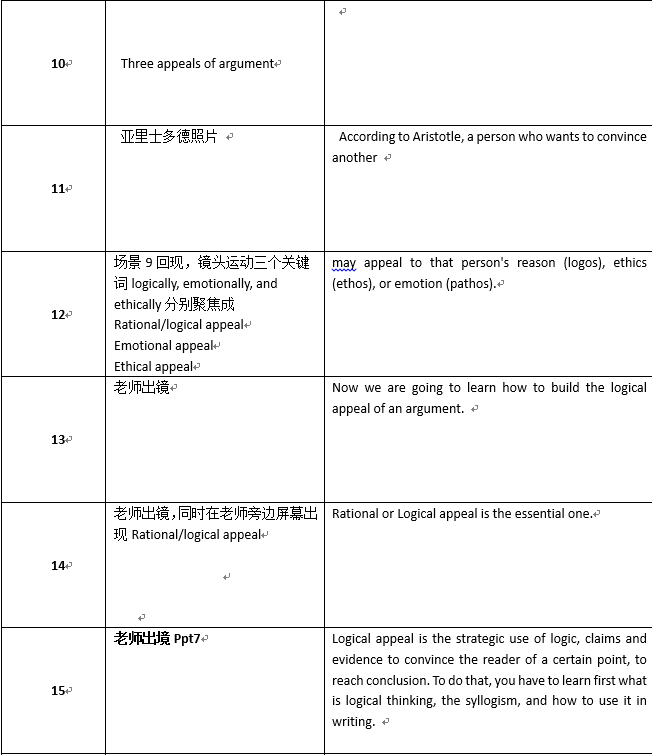 10
Three appeals of argument
11
亚里士多德照片
According to Aristotle, a person who wants to convince
another
12
场景 9 回现，镜头运动三个关键
词 logically, emotionally, and
ethically 分别聚焦成
Rational/logical appeal
Emotional appeal
Ethical appeal
may appeal to that person's reason (logos), ethics
(ethos), or emotion (pathos).
13
老师出镜
Now we are going to learn how to build the logical
appeal of an argument.
14
老师出镜，同时在老师旁边屏幕出
现 Rational/logical appeal
Rational or Logical appeal is the essential one.
15
老师出境 Ppt7
Logical appeal is the strategic use of logic, claims and
evidence to convince the reader of a certain point, to
reach conclusion. To do that, you have to learn first what
is logical thinking, the syllogism, and how to use it in
writing.